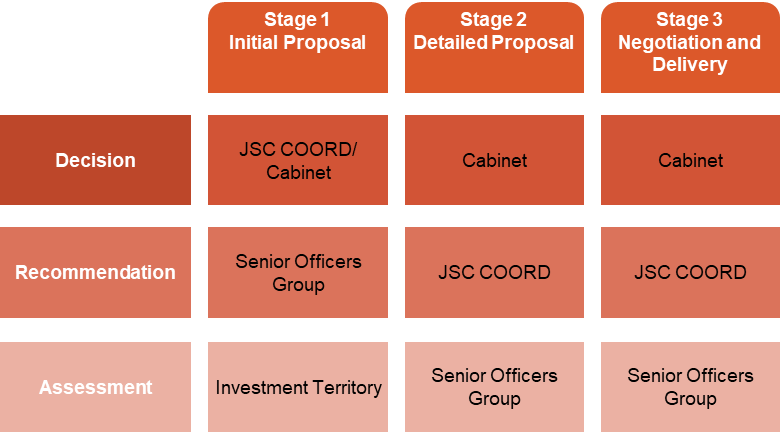 Stage 1
Initial Proposal
Stage 2
Detailed Proposal
Stage 3
Negotiation and
Delivery
Decision
JSC COORD/
Cabinet
Cabinet
Cabinet
Recommendation
Senior Officers
Group
JSC COORD
JSC COORD
Assessment
Investment Territory
Senior Officers
Group
Senior Officers
Group